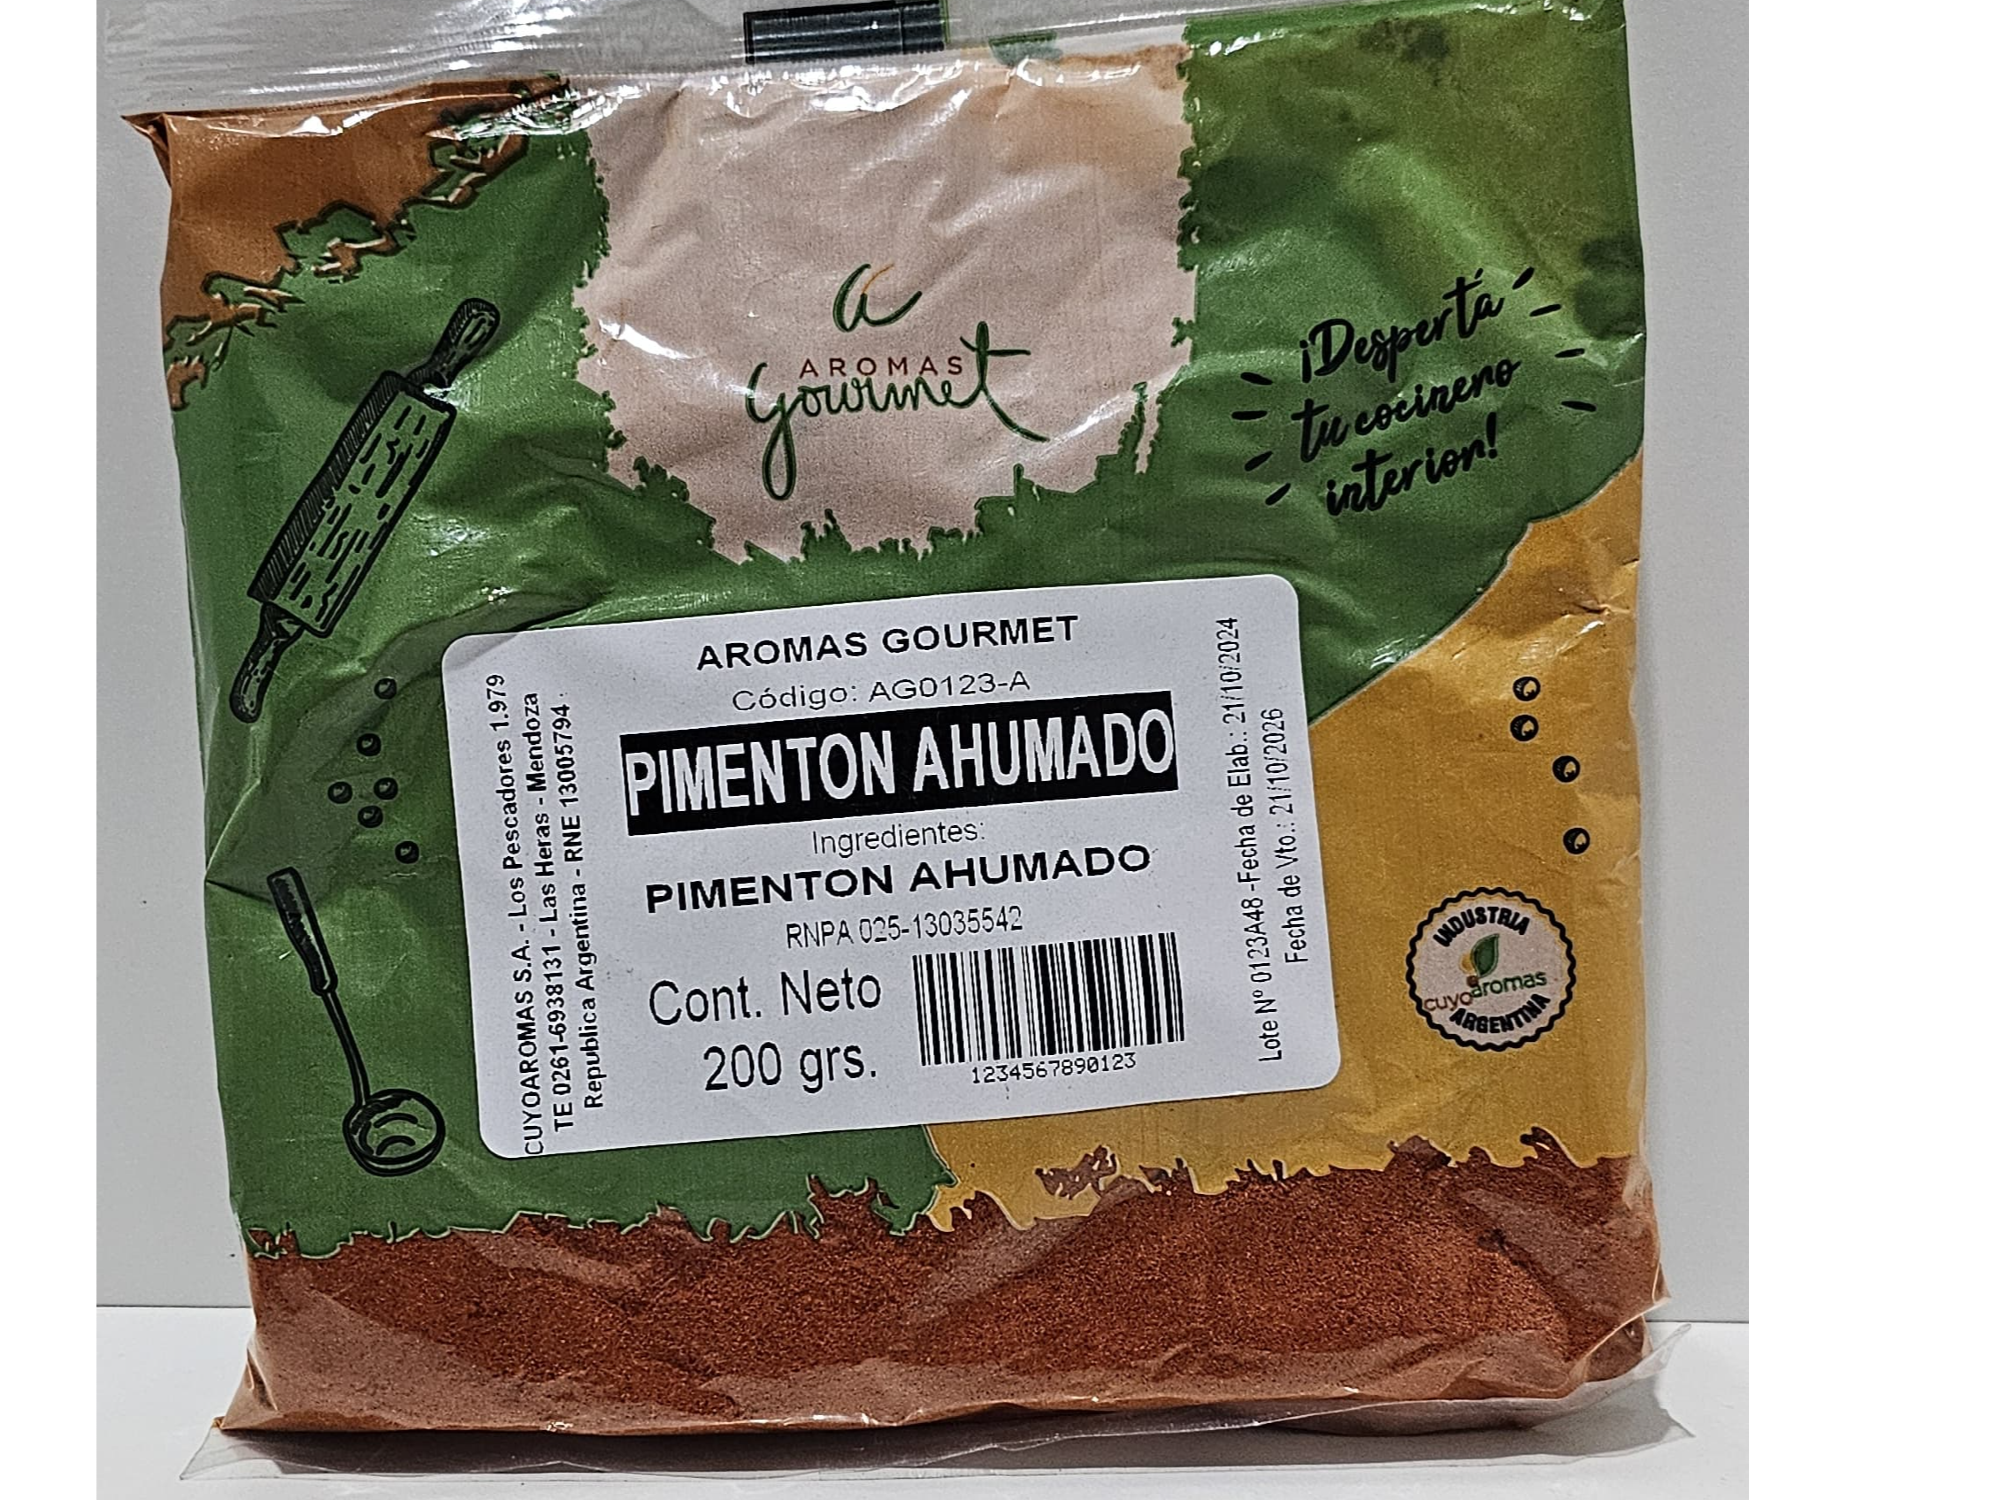 a
AROMAS
gourmet
¡Despertá
tu cocinero
interior!
AROMAS GOURMET
Código: AG0123-A
PIMENTON AHUMADO
Ingredientes:
PIMENTON AHUMADO
RNPA 025-13035542
Cont. Neto
200 grs.
1234567890123
CUYOAROMAS S.A. - Los Pescadores 1.979
TE 0261-6938131 - Las Heras - Mendoza
Republica Argentina - RNE 13005794
Lote Nº 0123A48 -Fecha de Elab.: 21/10/2024
Fecha de Vto.: 21/10/2026
INDUSTRIA
cuyoaromas
ARGENTINA